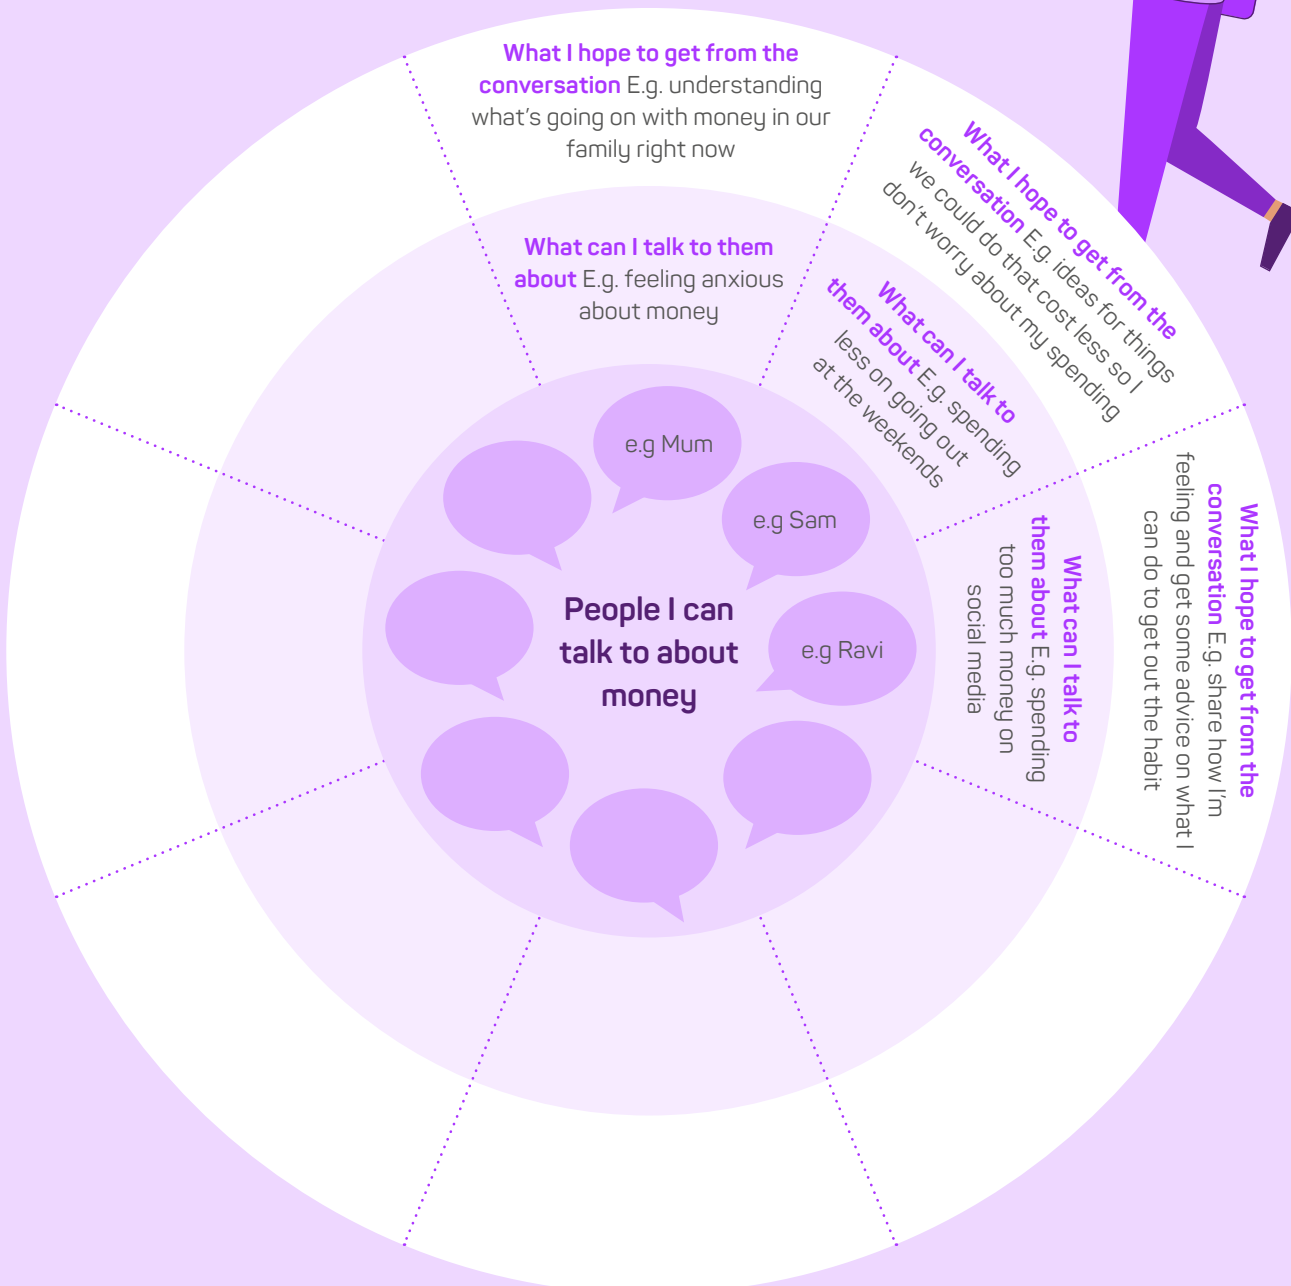 What I hope to get from the
conversation E.g. understanding
what's going on with money in our
family right now
What can I talk to them
about E.g. feeling anxious
about money
What I hope to get from the
conversation E.g. ideas for things
we could do that cost less so I
don't worry about my spending
What can I talk to
them about E.g. spending
less on going out
at the weekends
What I hope to get from the
conversation E.g. share how I'm
feeling and get some advice on what I
can do to get out the habit
What can I talk to
them about E.g. spending
too much money on
social media
e.g Mum
e.g Sam
e.g Ravi
People I can
talk to about
money